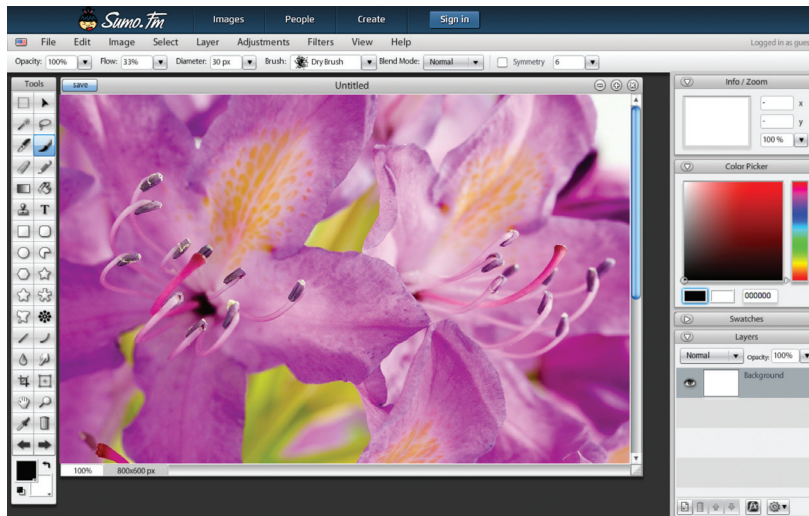 Sumo.Fm Images People Create Sign in
File Edit Image Select Layer Adjustments Filters View Help Logged in as gues
Opacity: 100% Flow: 33% Diameter: 30 px Brush: Dry Brush Blend Mode: Normal Symmetry 6
Tools
save Untitled
Info / Zoom
- x
- y
100 %
T
Color Picker
000000
Swatches
Layers
Normal Opacity: 100%
Background
100% 800x600 px